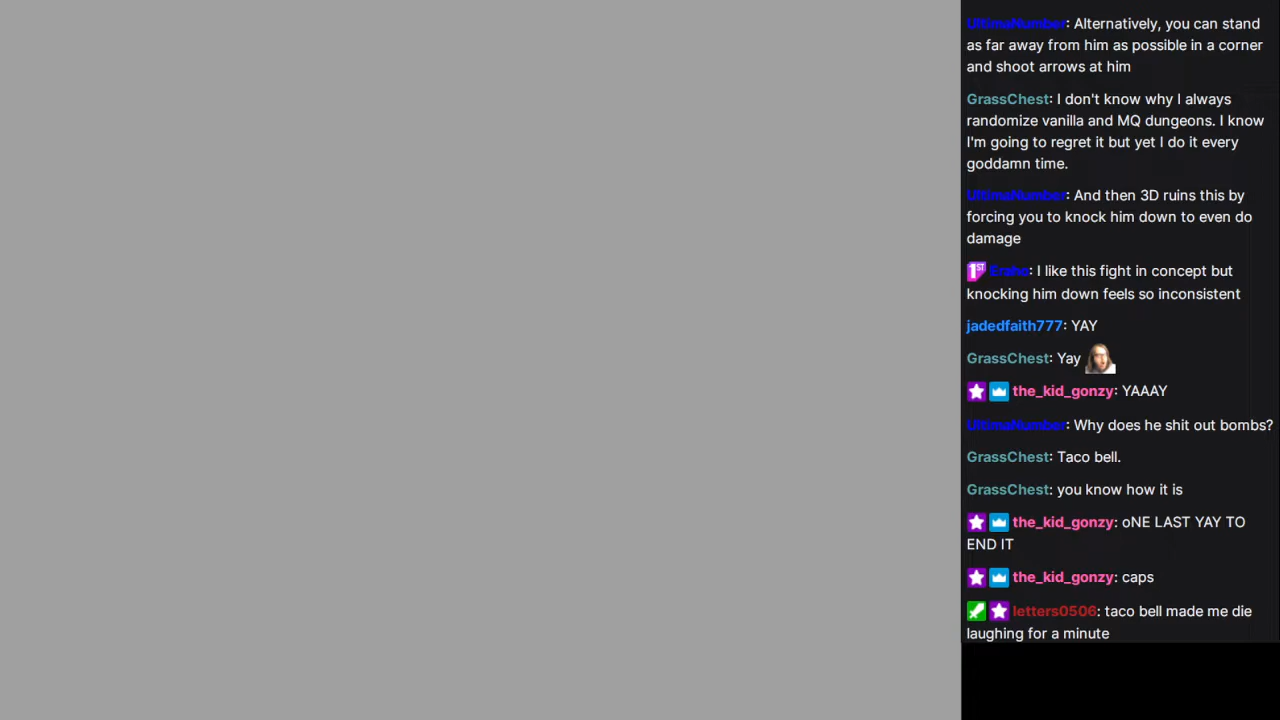 UltimaNumber: Alternatively, you can stand
as far away from him as possible in a corner
and shoot arrows at him
GrassChest: I don't know why I always
randomize vanilla and MQ dungeons. I know
I'm going to regret it but yet I do it every
goddamn time.
UltimaNumber: And then 3D ruins this by
forcing you to knock him down to even do
damage
1ST Erahe: I like this fight in concept but
knocking him down feels so inconsistent
jadedfaith777: YAY
GrassChest: Yay
the_kid_gonzy: YAAAY
UltimaNumber: Why does he shit out bombs?
GrassChest: Taco bell.
GrassChest: you know how it is
the_kid_gonzy: oNE LAST YAY TO
END IT
the_kid_gonzy: caps
letters0506: taco bell made me die
laughing for a minute